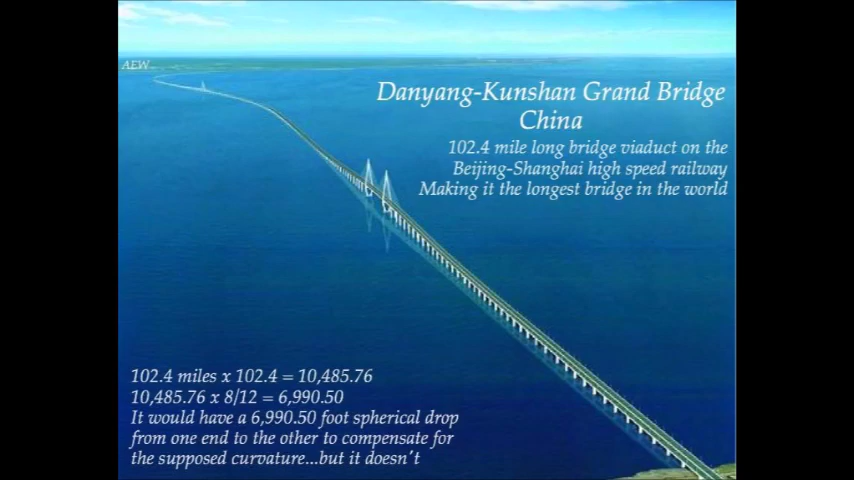 AEW
Danyang-Kunshan Grand Bridge
China
102.4 mile long bridge viaduct on the
Beijing-Shanghai high speed railway
Making it the longest bridge in the world
102.4 miles x 102.4 = 10,485.76
10,485.76 x 8/12 = 6,990.50
It would have a 6,990.50 foot spherical drop
from one end to the other to compensate for
the supposed curvature...but it doesn't